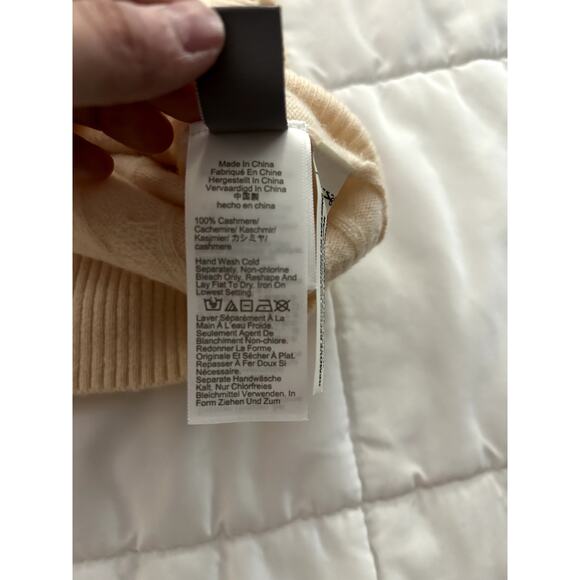 Made In China
Fabriqué En Chine
Hergestellt In China
Vervaardigd In China
中国製
hecho en china
100% Cashmere/
Cachemire/ Kaschmir/
Kasjmier/ カシミヤ/
cashmere
Hand Wash Cold
Separately. Non-chlorine
Bleach Only. Reshape And
Lay Flat To Dry. Iron On
Lowest Setting.
Laver Séparément À La
Main À L'eau Froide.
Seulement Agent De
Blanchiment Non-chlore.
Redonner La Forme
Originale Et Sécher À Plat.
Repasser À Fer Doux Si
Nécessaire.
Separate Handwäsche
Kalt. Nur Chlorfreies
Bleichmittel Verwenden. In
Form Ziehen Und Zum